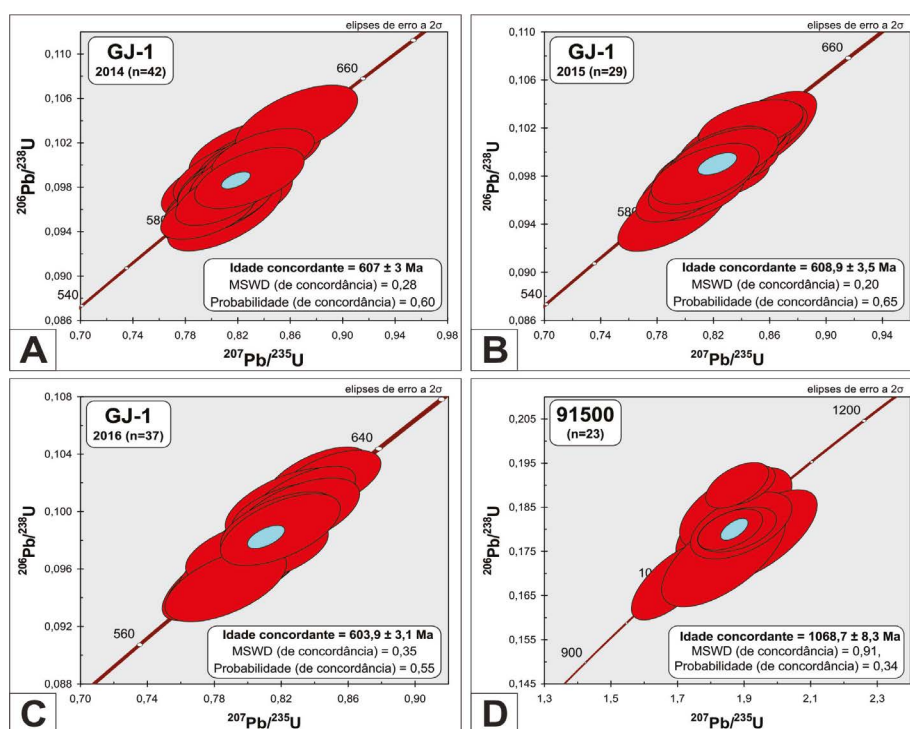 elipses de erro a 2σ
GJ-1
2014 (n=42)
0,112
0,110
0,106
0,102
0,098
0,094
0,090
0,086
206Pb/238U
660
580
540
Idade concordante = 607 ± 3 Ma
MSWD (de concordância) = 0,28
Probabilidade (de concordância) = 0,60
0,70 0,74 0,78 0,82 0,86 0,90 0,94 0,98
207Pb/235U
A
elipses de erro a 2σ
GJ-1
2015 (n=29)
0,110
0,106
0,102
0,098
0,094
0,090
0,086
206Pb/238U
660
580
540
Idade concordante = 608,9 ± 3,5 Ma
MSWD (de concordância) = 0,20
Probabilidade (de concordância) = 0,65
0,70 0,74 0,78 0,82 0,86 0,90 0,94
207Pb/235U
B
elipses de erro a 2σ
GJ-1
2016 (n=37)
0,108
0,104
0,100
0,096
0,092
0,088
206Pb/238U
640
560
Idade concordante = 603,9 ± 3,1 Ma
MSWD (de concordância) = 0,35
Probabilidade (de concordância) = 0,55
0,70 0,74 0,78 0,82 0,86 0,90
207Pb/235U
C
elipses de erro a 2σ
91500
(n=23)
0,205
0,195
0,185
0,175
0,165
0,155
0,145
206Pb/238U
1200
900
Idade concordante = 1068,7 ± 8,3 Ma
MSWD (de concordância) = 0,91,
Probabilidade (de concordância) = 0,34
1,3 1,5 1,7 1,9 2,1 2,3
207Pb/235U
D